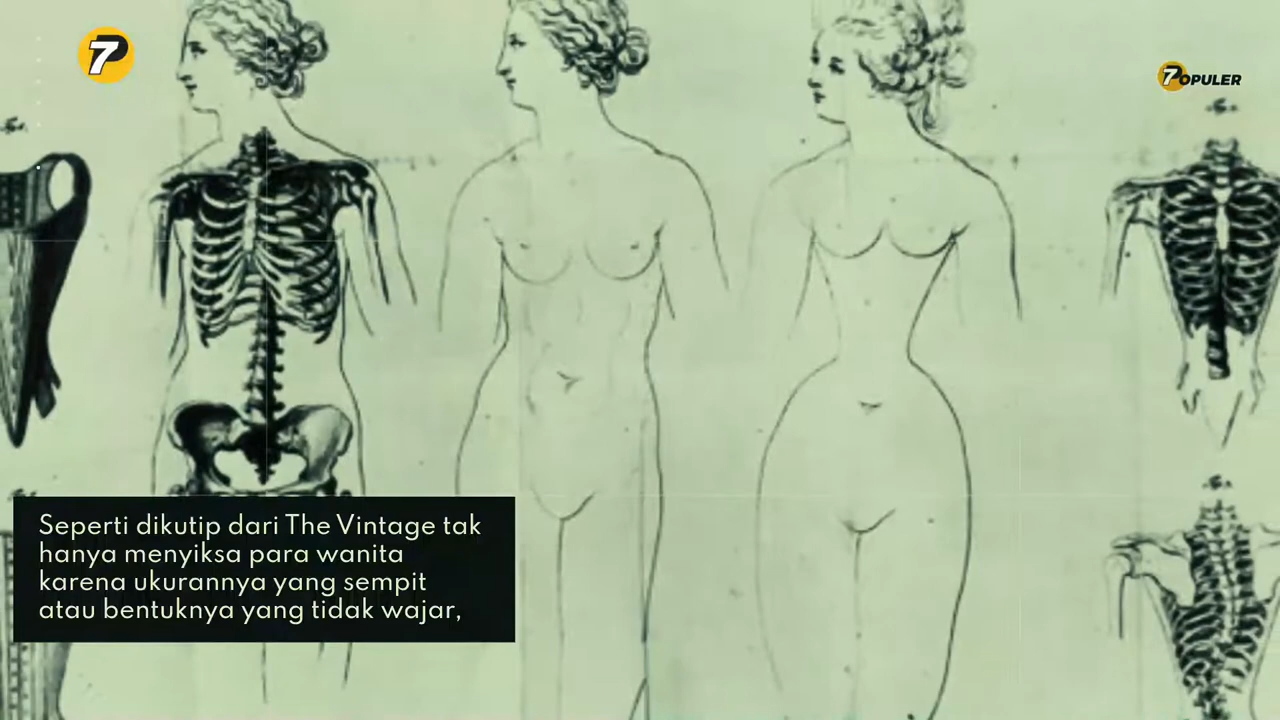 7
7OPULER
Seperti dikutip dari The Vintage tak
hanya menyiksa para wanita
karena ukurannya yang sempit
atau bentuknya yang tidak wajar,